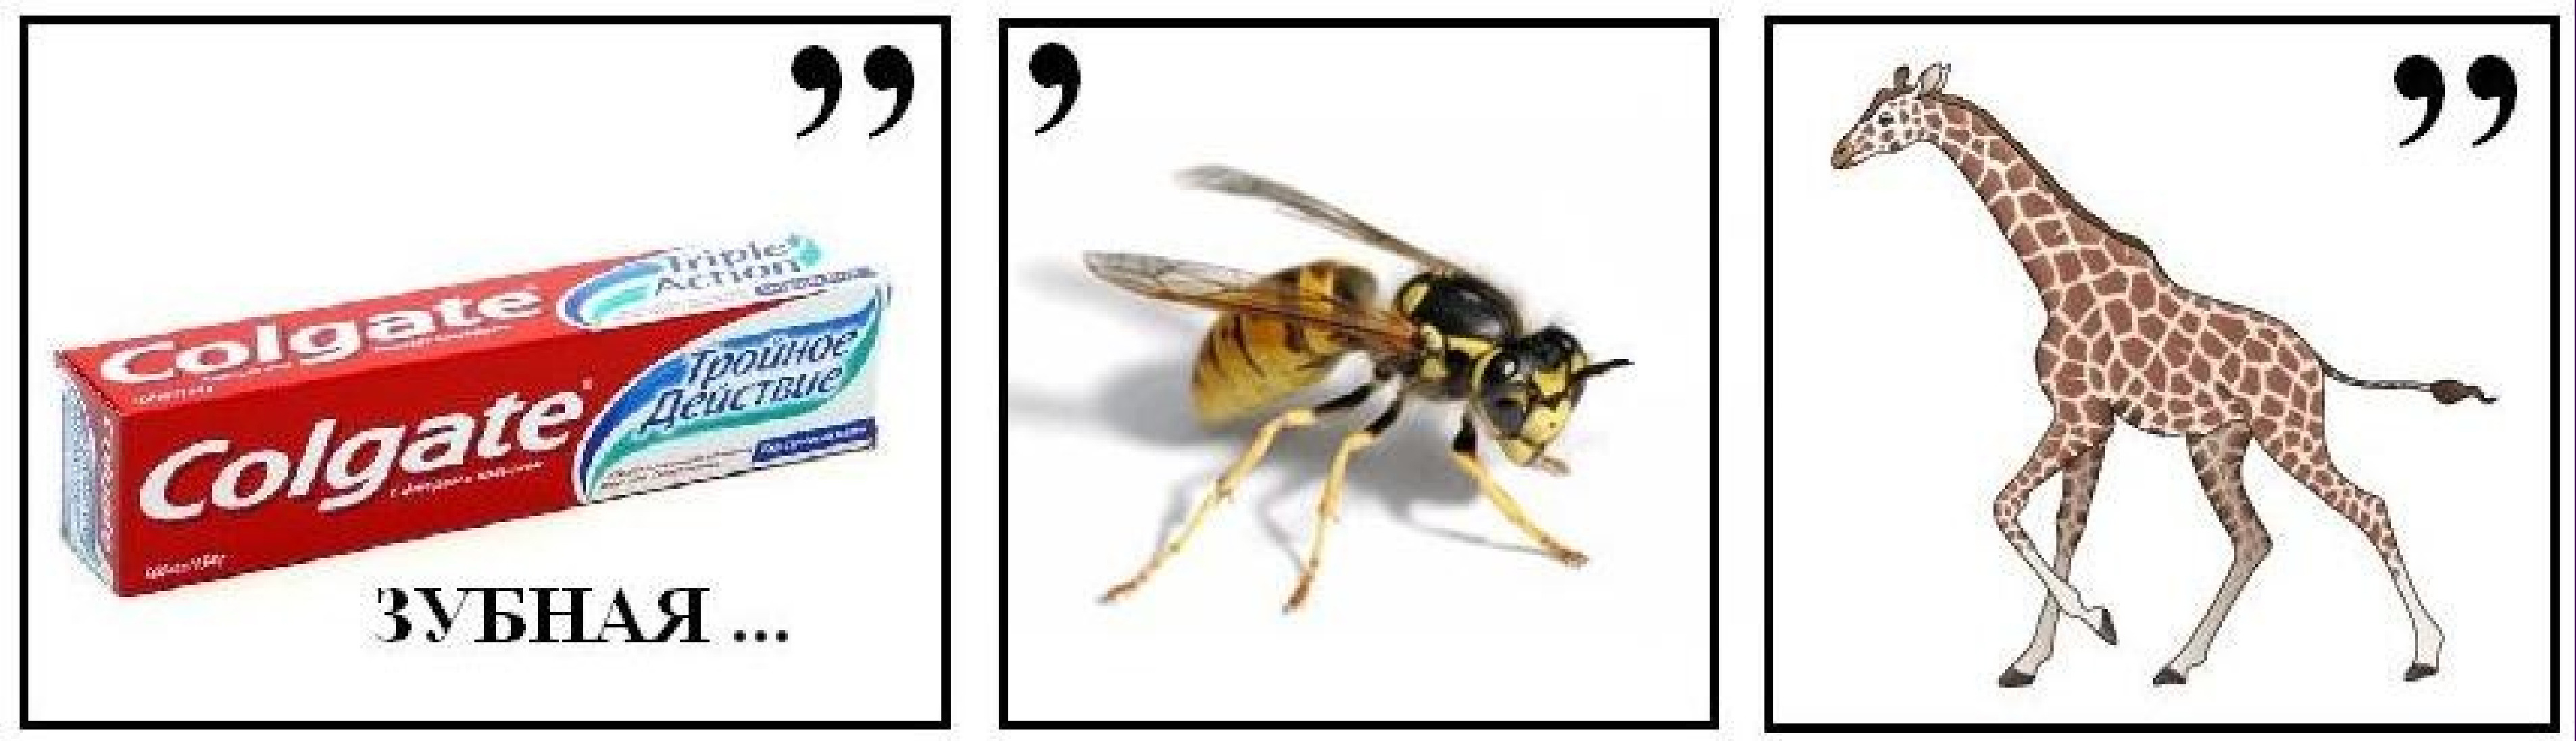 ,,
,
,,
Triple
Action
Colgate
Тройное
Действие
Colgate
ЗУБНАЯ ...